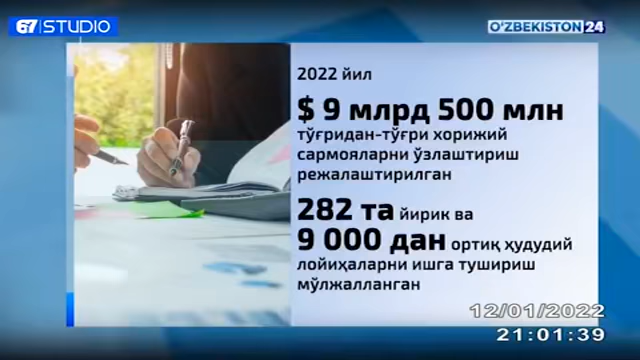 67 STUDIO
O'ZBEKISTON 24
2022 йил
$ 9 млрд 500 млн
тўғридан-тўғри хорижий
сармояларни ўзлаштириш
режалаштирилган
282 та йирик ва
9 000 дан ортиқ ҳудудий
лойиҳаларни ишга тушириш
мўлжалланган
12/01/2022
21:01:39